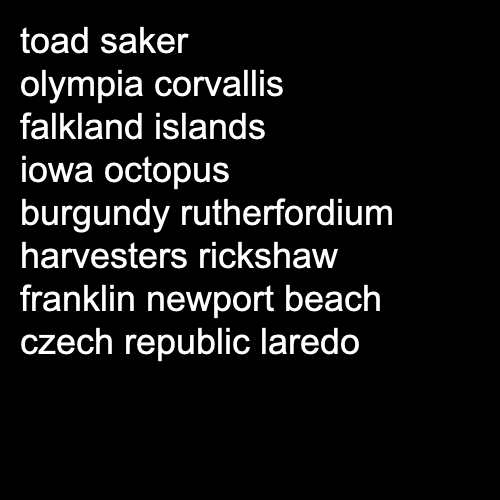 toad saker
olympia corvallis
falkland islands
iowa octopus
burgundy rutherfordium
harvesters rickshaw
franklin newport beach
czech republic laredo